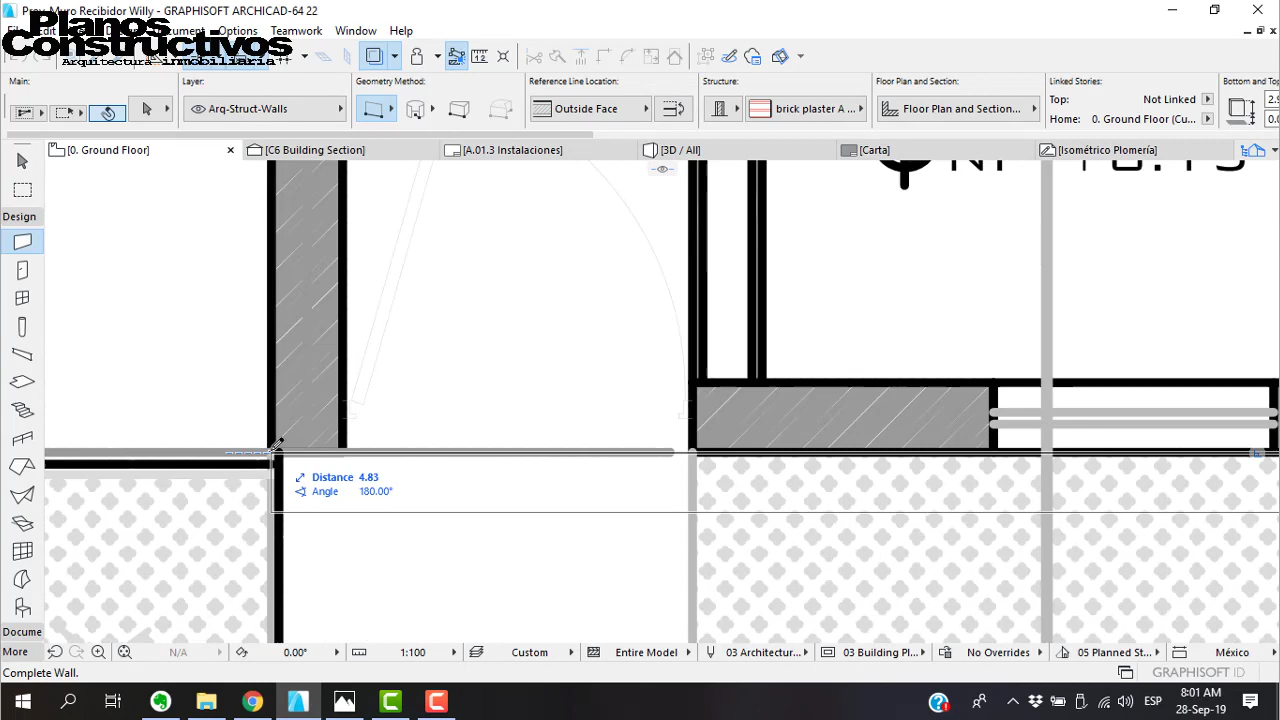 Prov. Muro Recibidor Willy - GRAPHISOFT ARCHICAD-64 22
Planos
Constructivos
Arquitectura inmobiliaria
Options Teamwork Window Help
Main: Layer: Geometry Method: Reference Line Location: Structure: Floor Plan and Section: Linked Stories: Bottom and Top
Arq-Struct-Walls Outside Face brick plaster A ... Floor Plan and Section...
Top: Not Linked
Home: 0. Ground Floor (Cu...
[0. Ground Floor] [C6 Building Section] [A.01.3 Instalaciones] [3D / All] [Carta] [Isométrico Plomería]
Design
Distance 4.83
Angle 180.00°
Docume
More N/A 0.00° 1:100 Custom Entire Model 03 Architectur... 03 Building Pl... No Overrides 05 Planned St... México
Complete Wall. GRAPHISOFT ID
ESP 8:01 AM
28-Sep-19